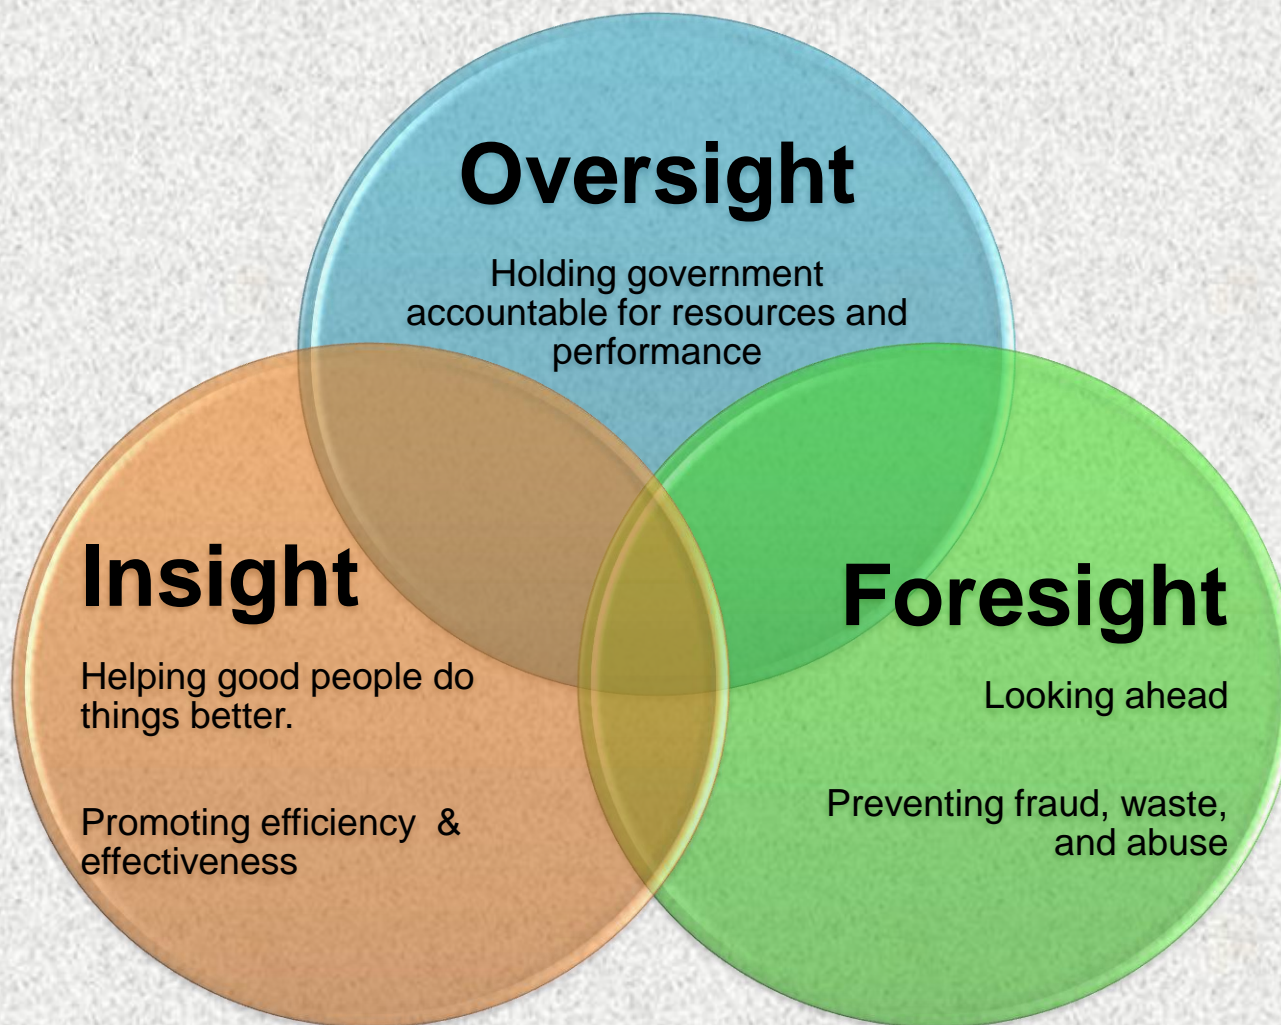 Oversight
Holding government
accountable for resources and
performance
Insight
Helping good people do
things better.
Promoting efficiency  &
effectiveness
Foresight
Looking ahead
Preventing fraud, waste,
and abuse